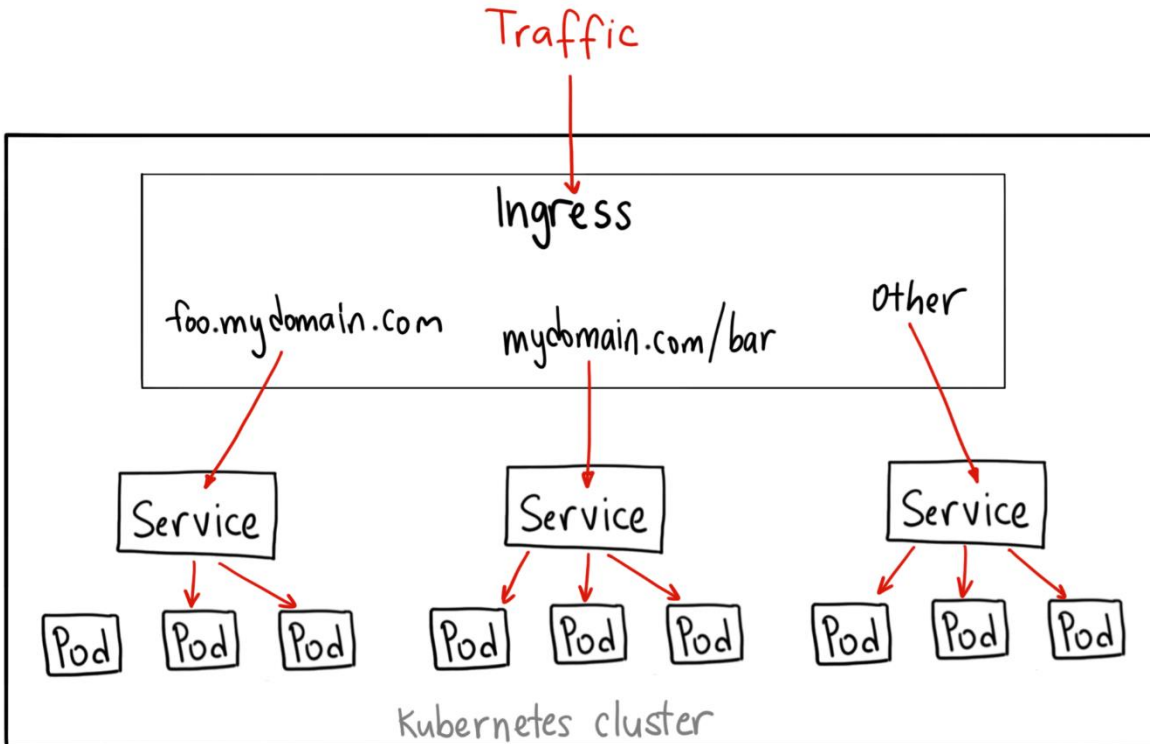 Traffic
Ingress
foo.mydomain.com
mydomain.com/bar
Other
Service
Service
Service
Pod
Pod
Pod
Pod
Pod
Pod
Pod
Pod
Pod
Kubernetes cluster